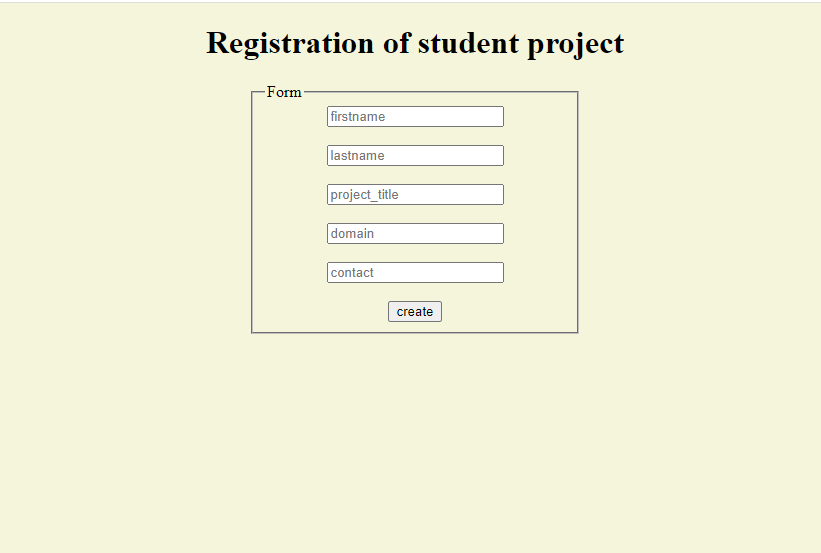 Registration of student project
Form
firstname
lastname
project_title
domain
contact
create